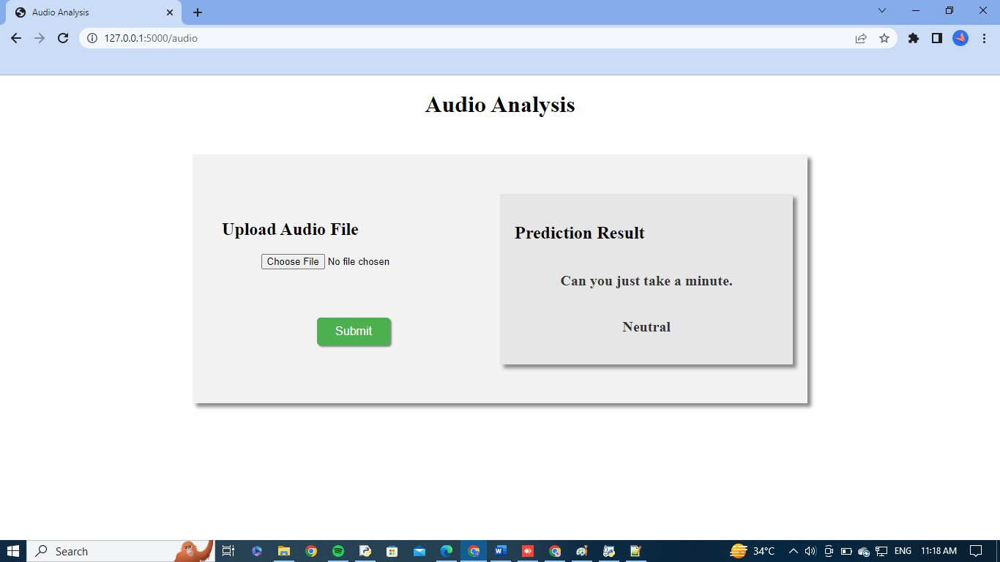 Audio Analysis
127.0.0.1:5000/audio
Audio Analysis
Upload Audio File
Choose File No file chosen
Submit
Prediction Result
Can you just take a minute.
Neutral
Search
34°C
ENG
11:18 AM